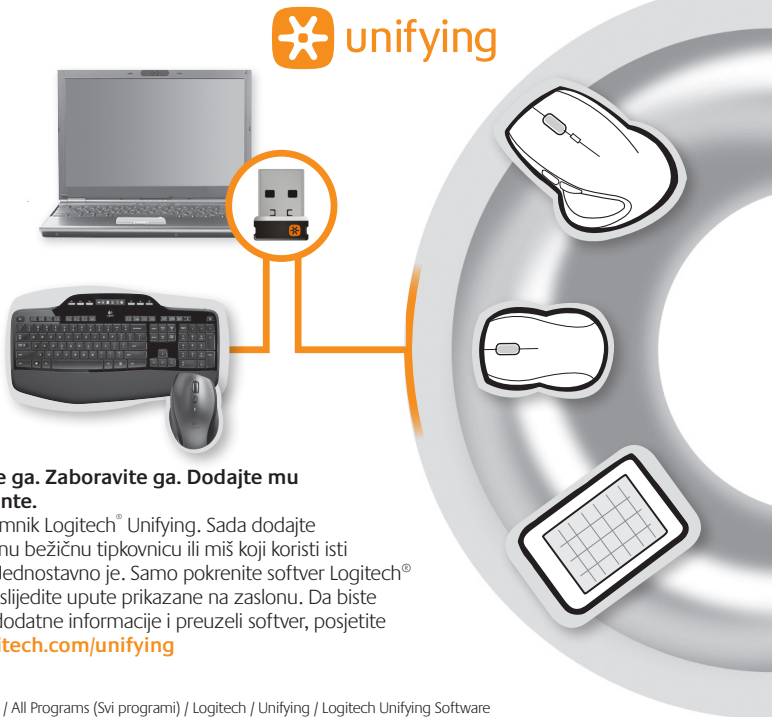 unifying
e ga. Zaboravite ga. Dodajte mu
nte.
mnik Logitech® Unifying. Sada dodajte
nu bežičnu tipkovnicu ili miš koji koristi isti
Jednostavno je. Samo pokrenite softver Logitech®
slijedite upute prikazane na zaslonu. Da biste
dodatne informacije i preuzeli softver, posjetite
itech.com/unifying
/ All Programs (Svi programi) / Logitech / Unifying / Logitech Unifying Software